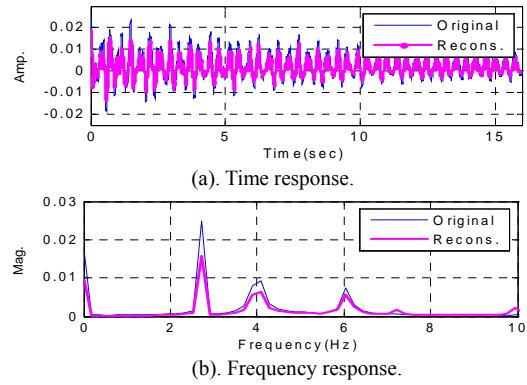 0.02
0.01
0
-0.01
-0.02
Amp.
Original
Recons.
0 5 10 15
Time(sec)
(a). Time response.
0.03
0.02
0.01
0
Mag.
Original
Recons.
0 2 4 6 8 10
Frequency(Hz)
(b). Frequency response.